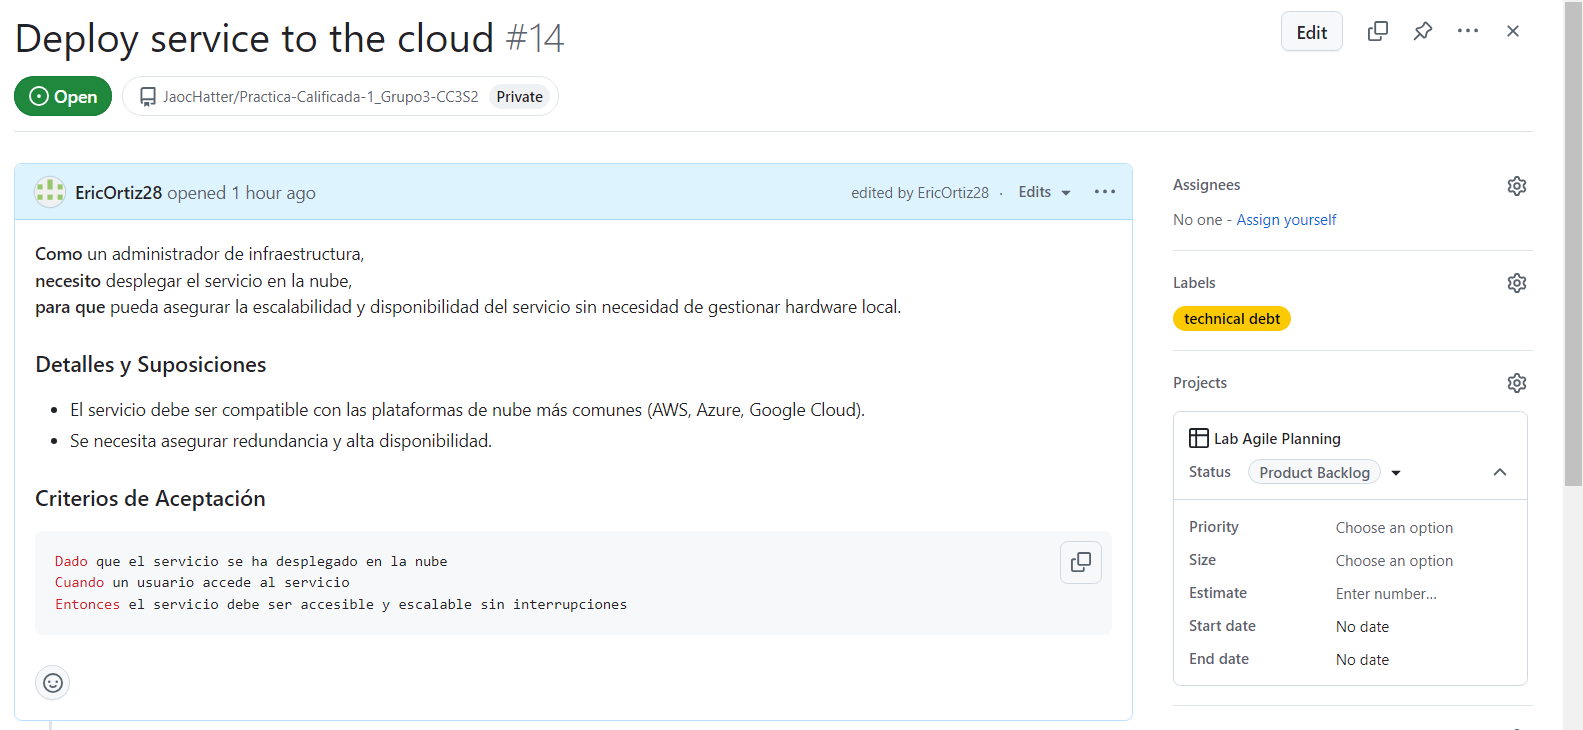 Deploy service to the cloud #14
Edit
Open
JaocHatter/Practica-Calificada-1_Grupo3-CC3S2
Private
EricOrtiz28 opened 1 hour ago
edited by EricOrtiz28 · Edits
Como un administrador de infraestructura,
necesito desplegar el servicio en la nube,
para que pueda asegurar la escalabilidad y disponibilidad del servicio sin necesidad de gestionar hardware local.
Detalles y Suposiciones
• El servicio debe ser compatible con las plataformas de nube más comunes (AWS, Azure, Google Cloud).
• Se necesita asegurar redundancia y alta disponibilidad.
Criterios de Aceptación
Dado que el servicio se ha desplegado en la nube
Cuando un usuario accede al servicio
Entonces el servicio debe ser accesible y escalable sin interrupciones
Assignees
No one - Assign yourself
Labels
technical debt
Projects
Lab Agile Planning
Status Product Backlog
Priority Choose an option
Size Choose an option
Estimate Enter number...
Start date No date
End date No date